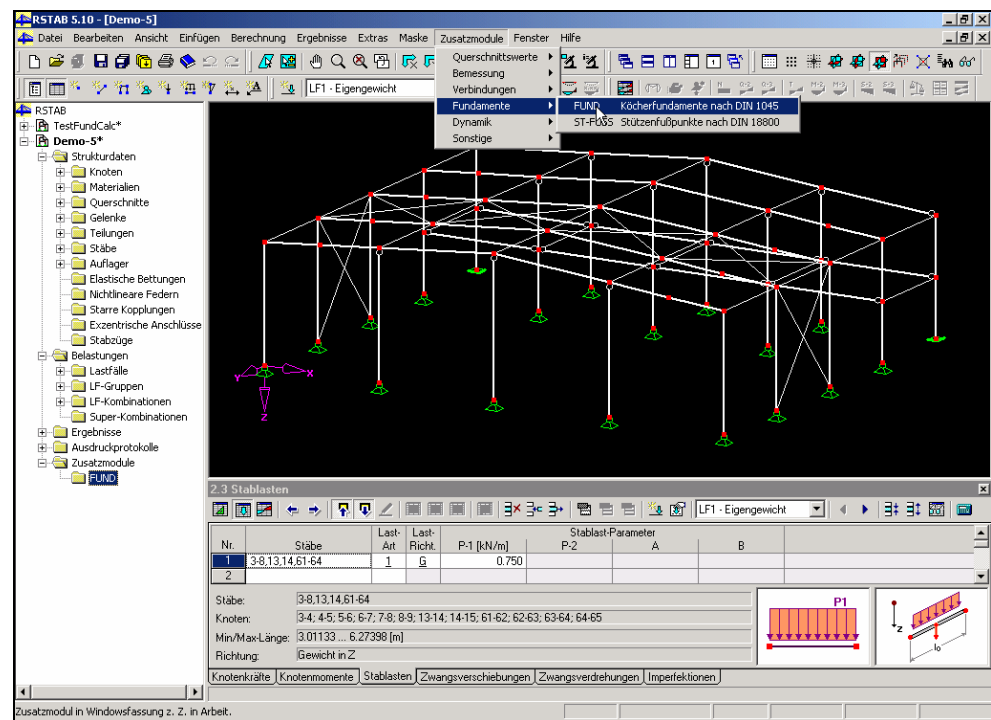 RSTAB 5.10 - [Demo-5]
Datei Bearbeiten Ansicht Einfügen Berechnung Ergebnisse Extras Maske Zusatzmodule Fenster Hilfe
LF1 - Eigengewicht
Querschnittswerte
Bemessung
Verbindungen
Fundamente
Dynamik
Sonstige
FUND Köcherfundamente nach DIN 1045
ST-FUSS Stützenfußpunkte nach DIN 18800
RSTAB
TestFundCalc*
Demo-5*
Strukturdaten
Knoten
Materialien
Querschnitte
Gelenke
Teilungen
Stäbe
Auflager
Elastische Bettungen
Nichtlineare Federn
Starre Kopplungen
Exzentrische Anschlüsse
Stabzüge
Belastungen
Lastfälle
LF-Gruppen
LF-Kombinationen
Super-Kombinationen
Ergebnisse
Ausdruckprotokolle
Zusatzmodule
FUND
Y X
Z
2.3 Stablasten
LF1 - Eigengewicht
Last- Last- Stablast-Parameter
Nr. Stäbe Art Richt. P-1 [kN/m] P-2 A B
1 3-8,13,14,61-64 1 G 0.750
2
Stäbe: 3-8,13,14,61-64
Knoten: 3-4; 4-5; 5-6; 6-7; 7-8; 8-9; 13-14; 14-15; 61-62; 62-63; 63-64; 64-65
Min/Max-Länge: 3.01133 ... 6.27398 [m]
Richtung: Gewicht in Z
P1
z
lo
Knotenkräfte Knotenmomente Stablasten Zwangsverschiebungen Zwangsverdrehungen Imperfektionen
Zusatzmodul in Windowsfassung z. Z. in Arbeit.